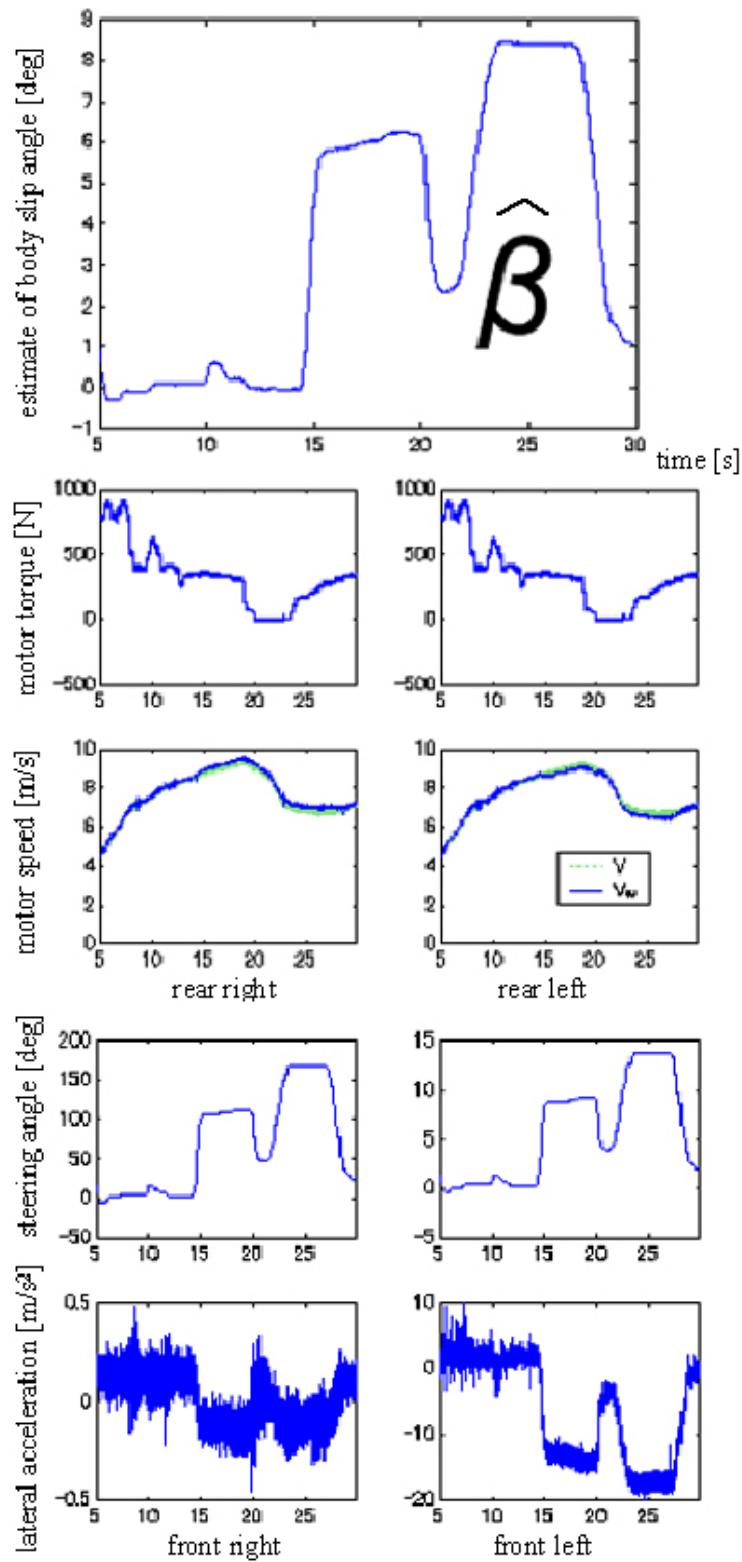 estimate of body slip angle [deg]
9
8
7
6
5
4
3
2
1
0
-1
5 10 15 20 25 30
β̂
time [s]
motor torque [N]
1000
500
0
-500
5 10 15 20 25
1000
500
0
-500
5 10 15 20 25
motor speed [m/s]
10
8
6
4
2
0
5 10 15 20 25
rear right
10
8
6
4
2
0
V
Vw
5 10 15 20 25
rear left
steering angle [deg]
200
150
100
50
0
-50
5 10 15 20 25
15
10
5
0
-5
5 10 15 20 25
lateral acceleration [m/s²]
0.5
0
-0.5
5 10 15 20 25
front right
10
0
-10
-20
5 10 15 20 25
front left